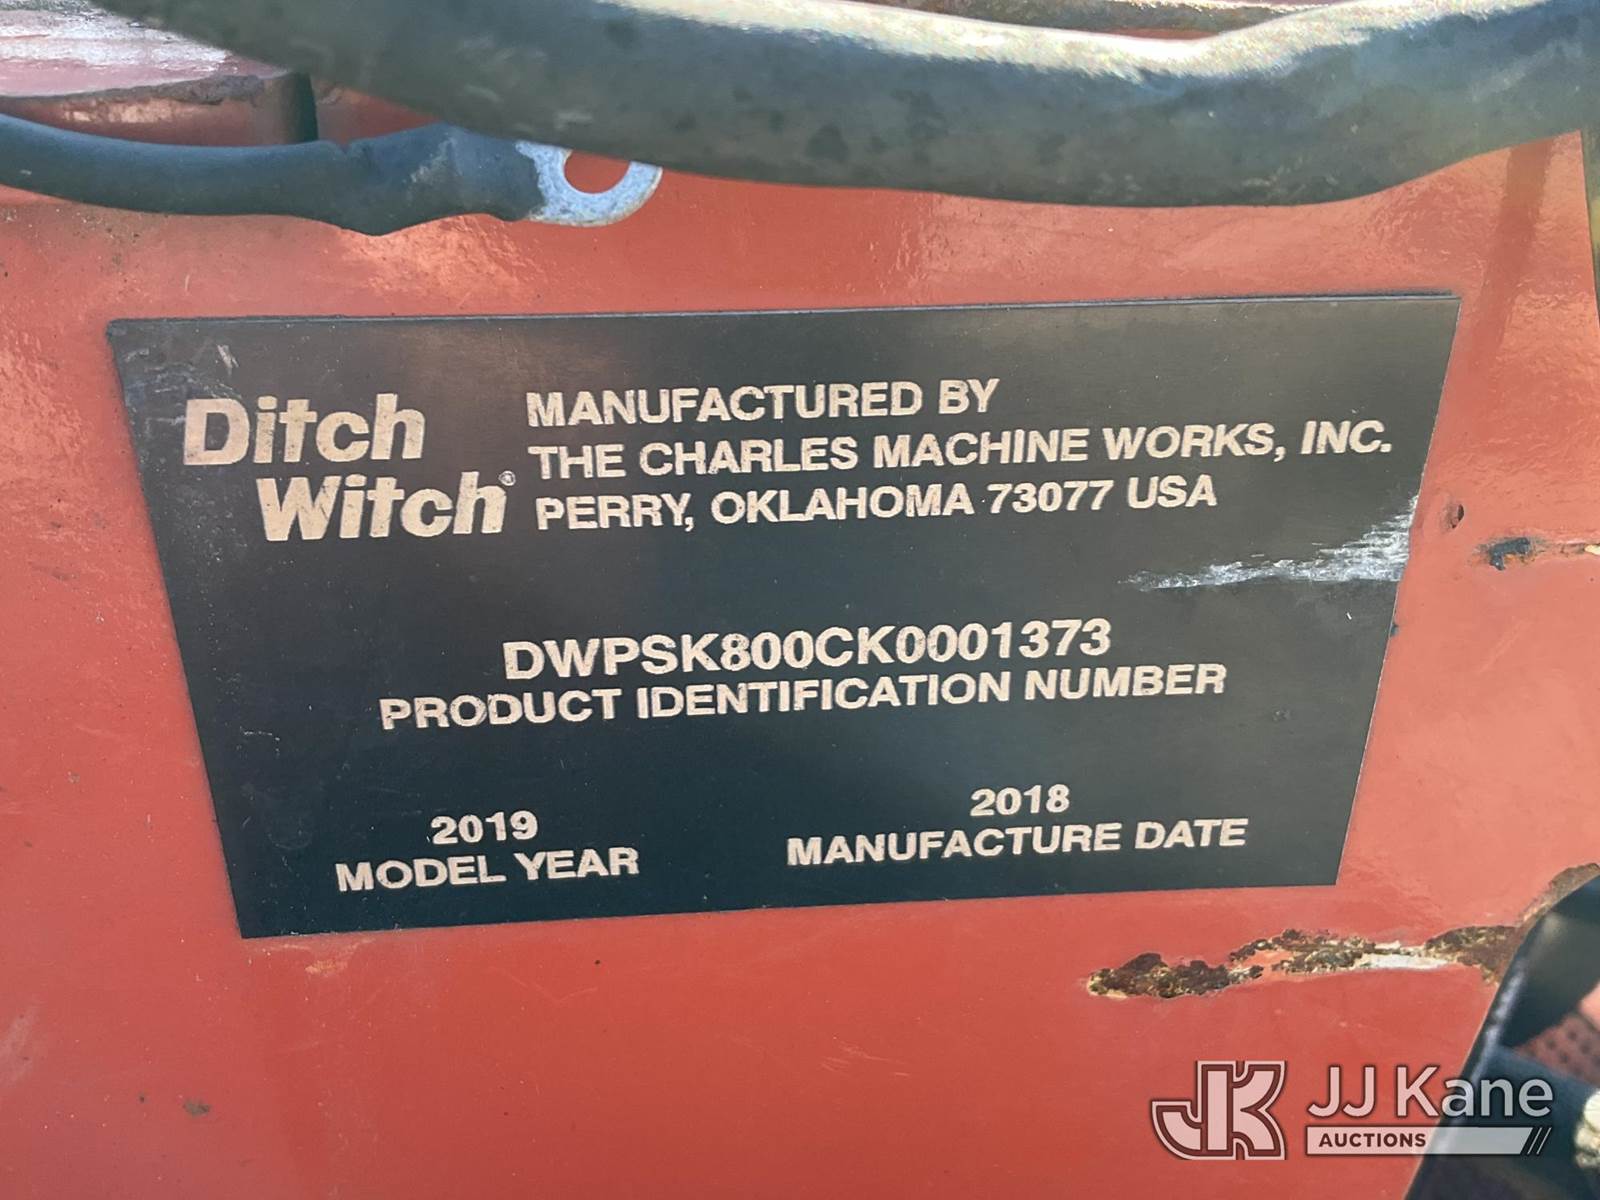 Ditch
Witch®
MANUFACTURED BY
THE CHARLES MACHINE WORKS, INC.
PERRY, OKLAHOMA 73077 USA
DWPSK800CK0001373
PRODUCT IDENTIFICATION NUMBER
2019
MODEL YEAR
2018
MANUFACTURE DATE
JK JJ Kane
AUCTIONS